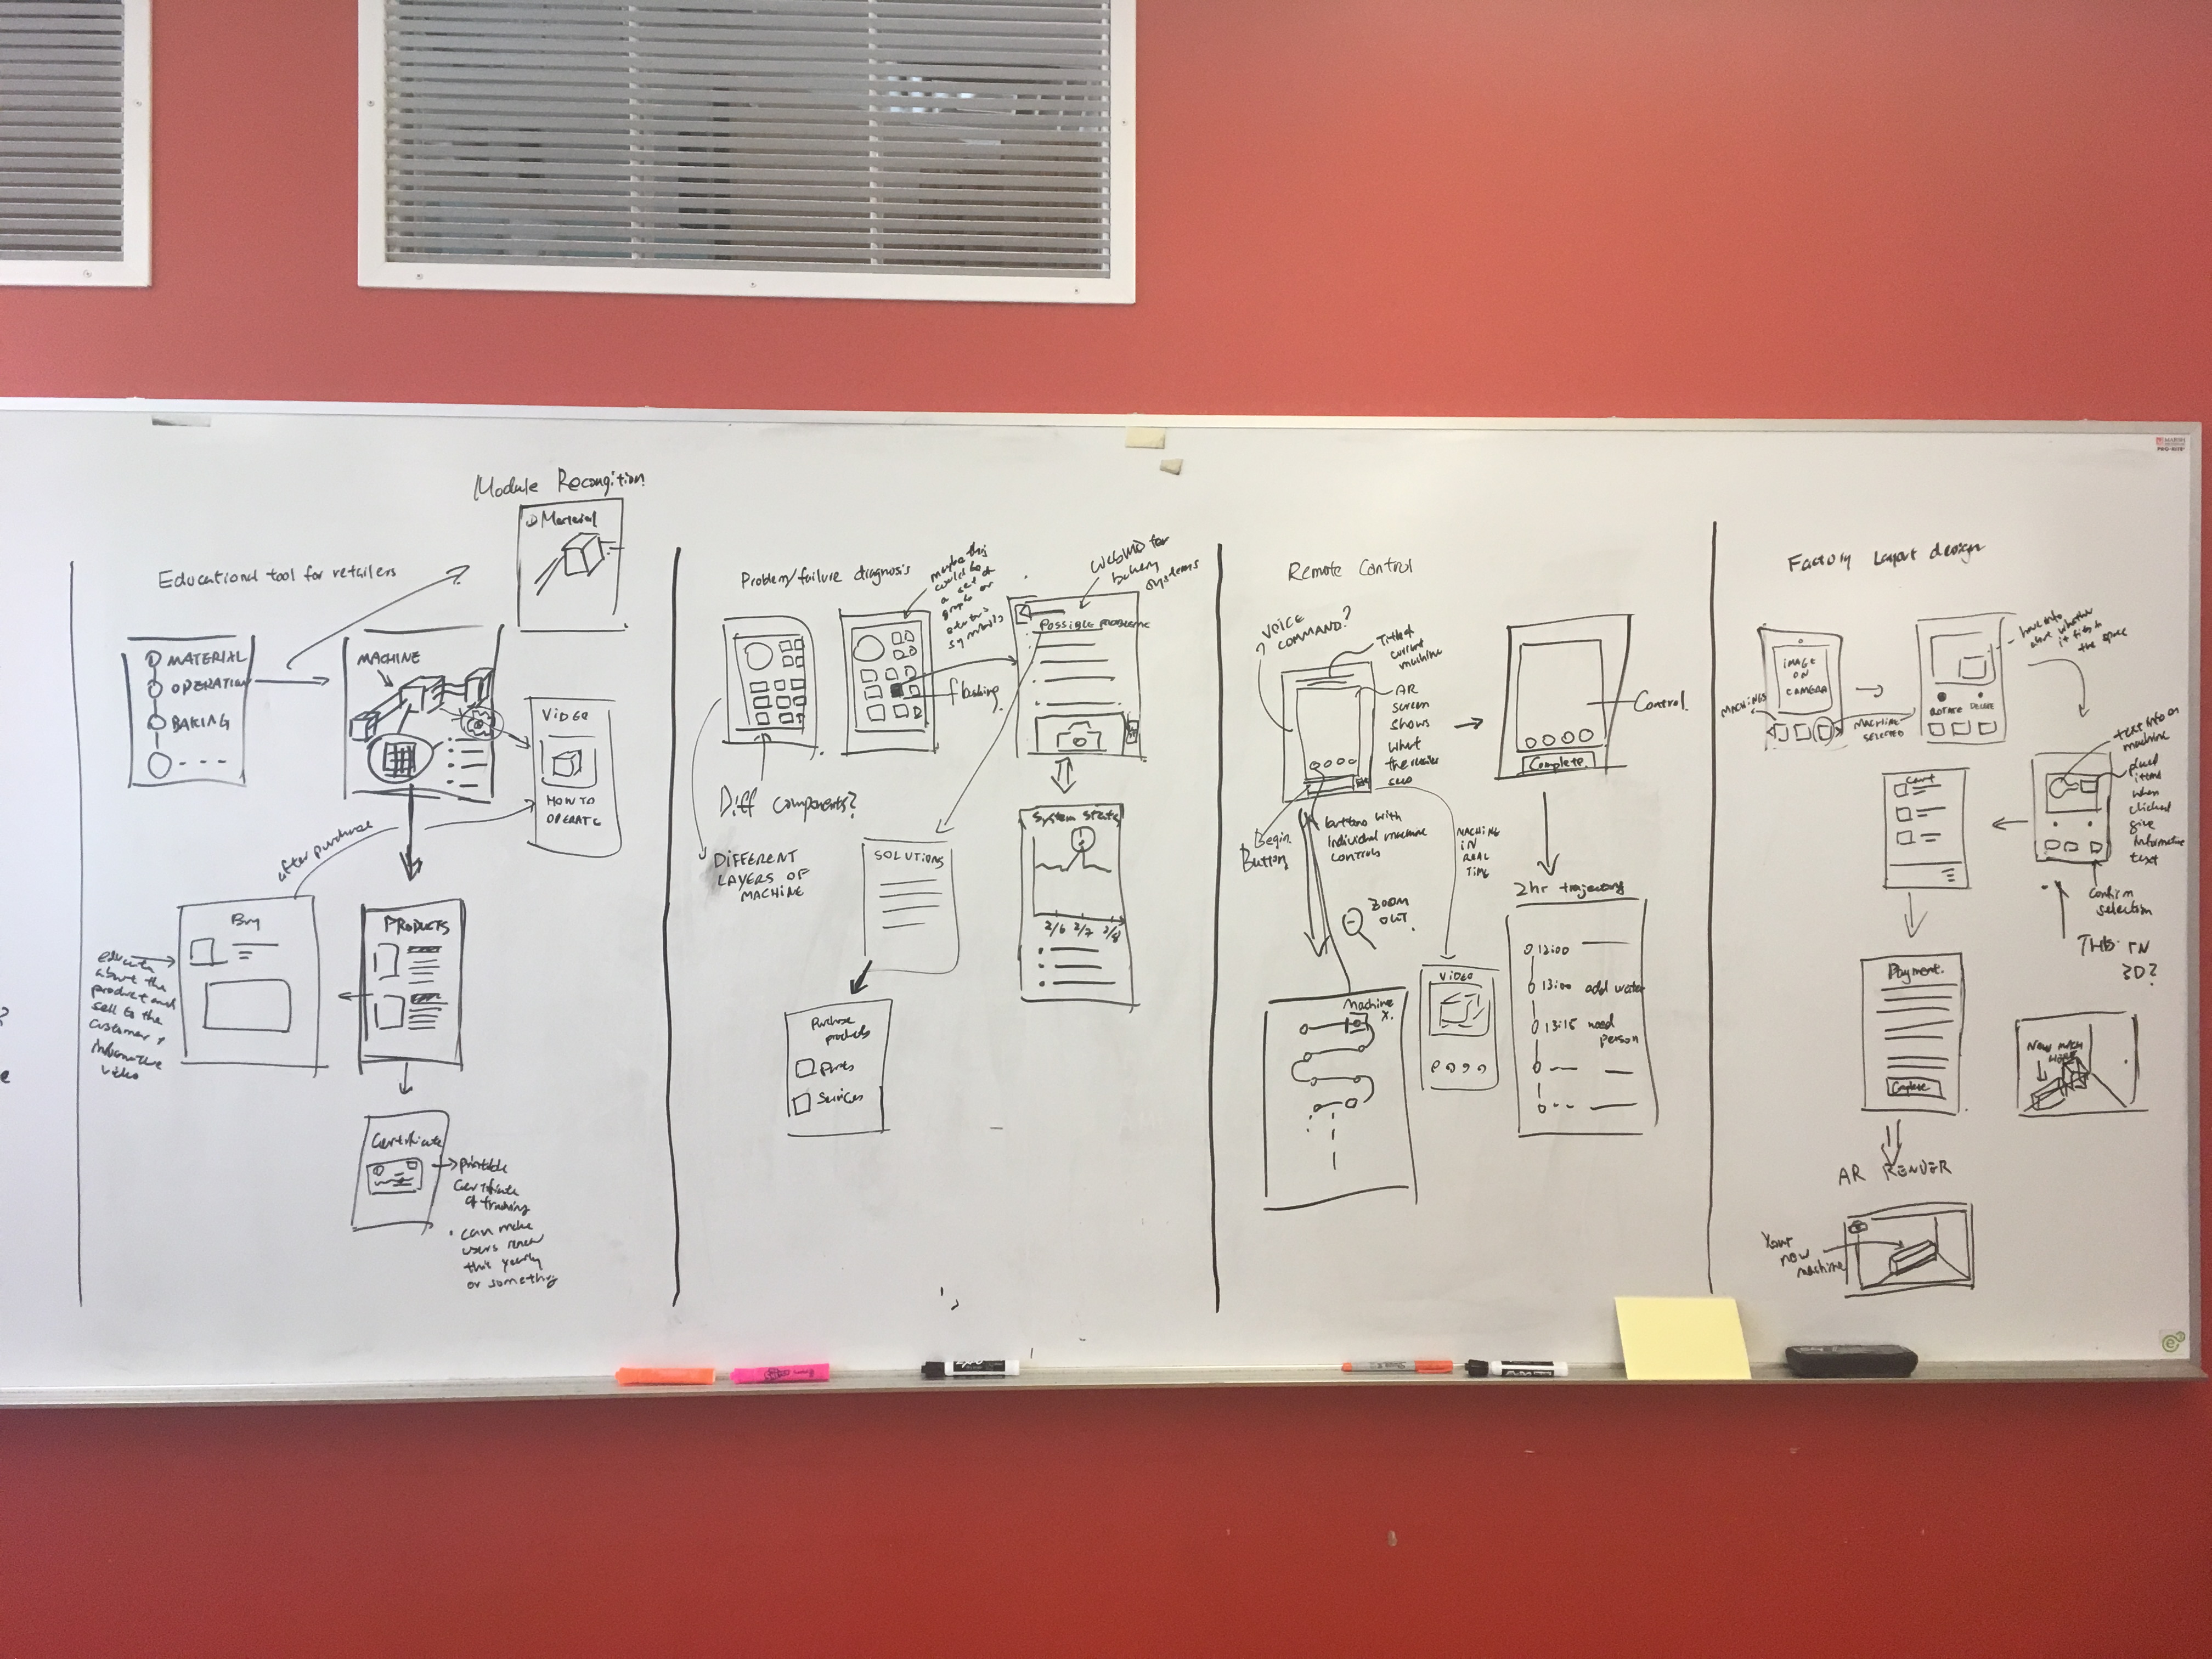 Module Recongition
Educational tool for retailers
Material
MATERIAL
OPERATION
BAKING
MACHINE
VIDEO
HOW TO
OPERATE
after purchase
Buy
PRODUCTS
educate
about the
product and
sell to the
customer,
informative
video
Certificate
printable
certificate
of training
• can make
users renew
this yearly
or something
Problem/failure diagnosis
maybe this
could be
a set of
graphs or
symbols
flashing
WebMD for
bakery
systems
POSSIBLE PROBLEMS
Diff components?
DIFFERENT
LAYERS OF
MACHINE
SOLUTIONS
System State
2/6 2/7 2/8
Purchase
products
parts
Services
Remote Control
VOICE
COMMAND?
Title of
current
machine
AR
screen
shows
what
the
sees
Begin
Button
buttons with
individual machine
controls
MACHINE
IN
REAL
TIME
ZOOM
OUT
Machine
X.
VIDEO
Control
Complete
2hr trajectory
12:00
13:00 add water
13:15 need
person
Factory Layout design
IMAGE
ON
CAMERA
MACHINES
MACHINE
SELECTED
ROTATE DELETE
have info
about whether
it fits in
the space
text info on
machine
placed
items
when
clicked
give
informative
text
confirm
selection
THIS IN
3D?
Cart
Payment
Complete
AR RENDER
Your
new
machine